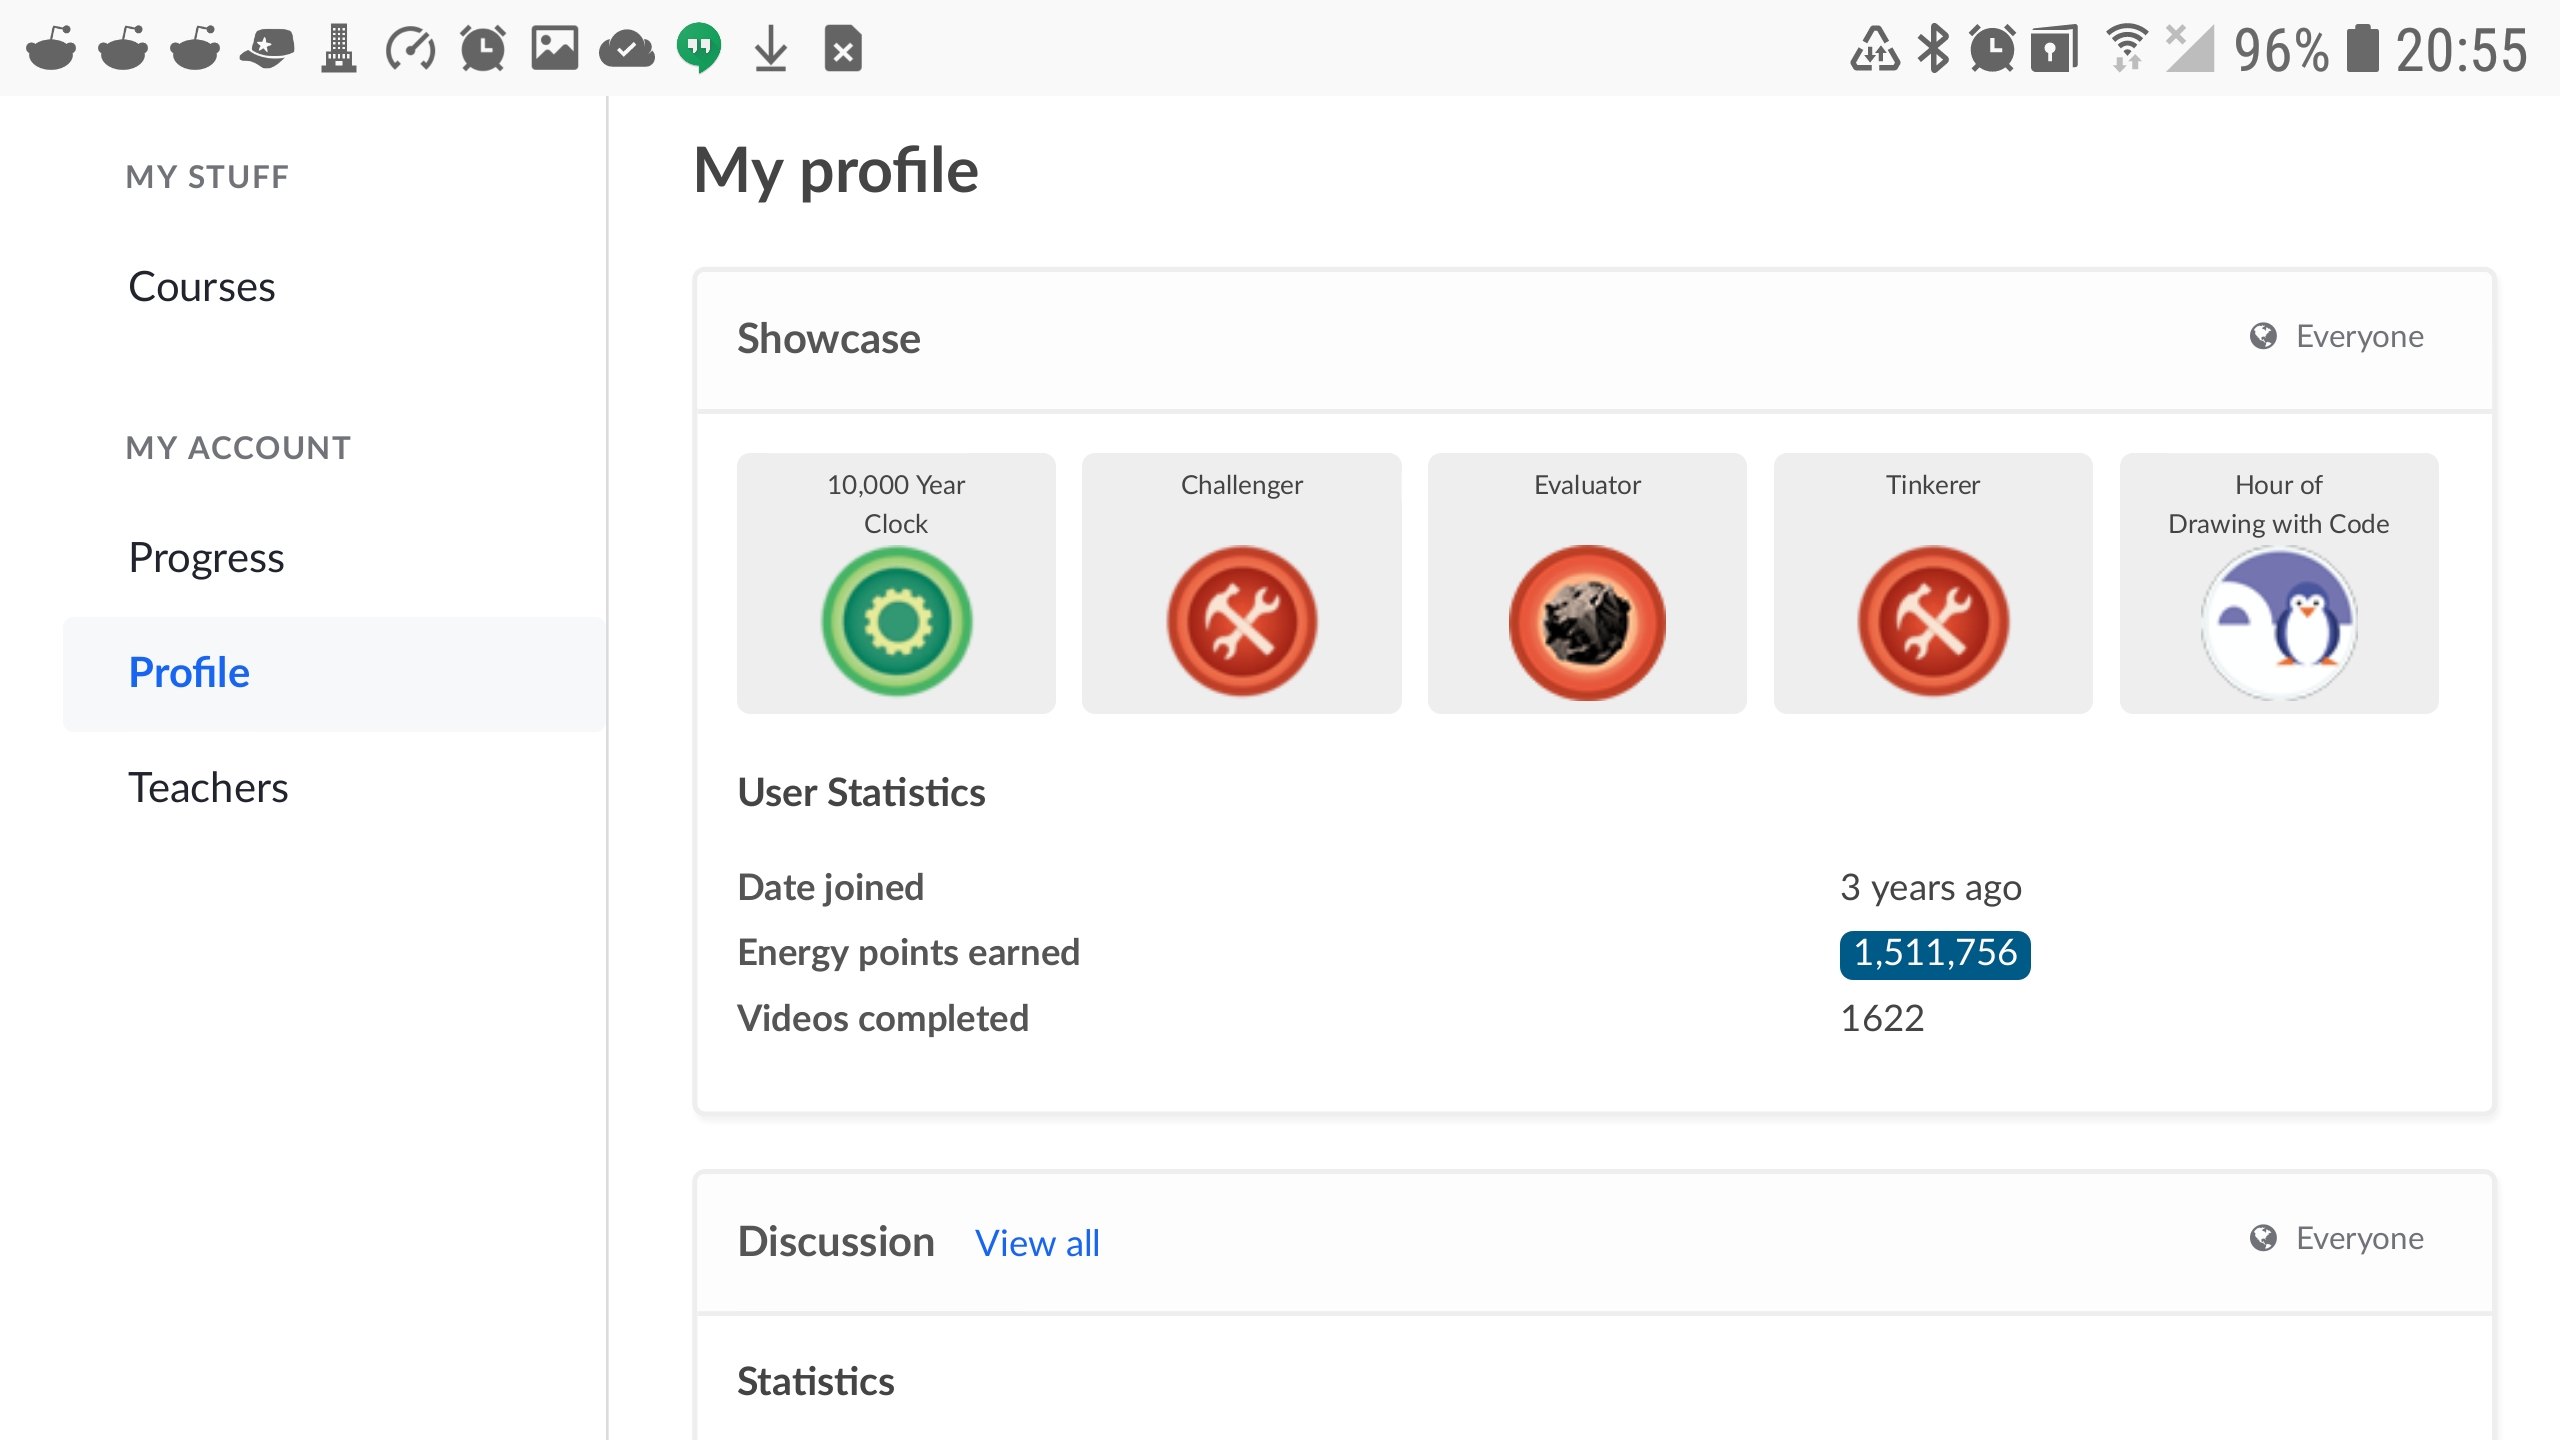 96% 20:55
MY STUFF
Courses
MY ACCOUNT
Progress
Profile
Teachers
My profile
Showcase
Everyone
10,000 Year
Clock
Challenger
Evaluator
Tinkerer
Hour of
Drawing with Code
User Statistics
Date joined 3 years ago
Energy points earned 1,511,756
Videos completed 1622
Discussion View all
Everyone
Statistics